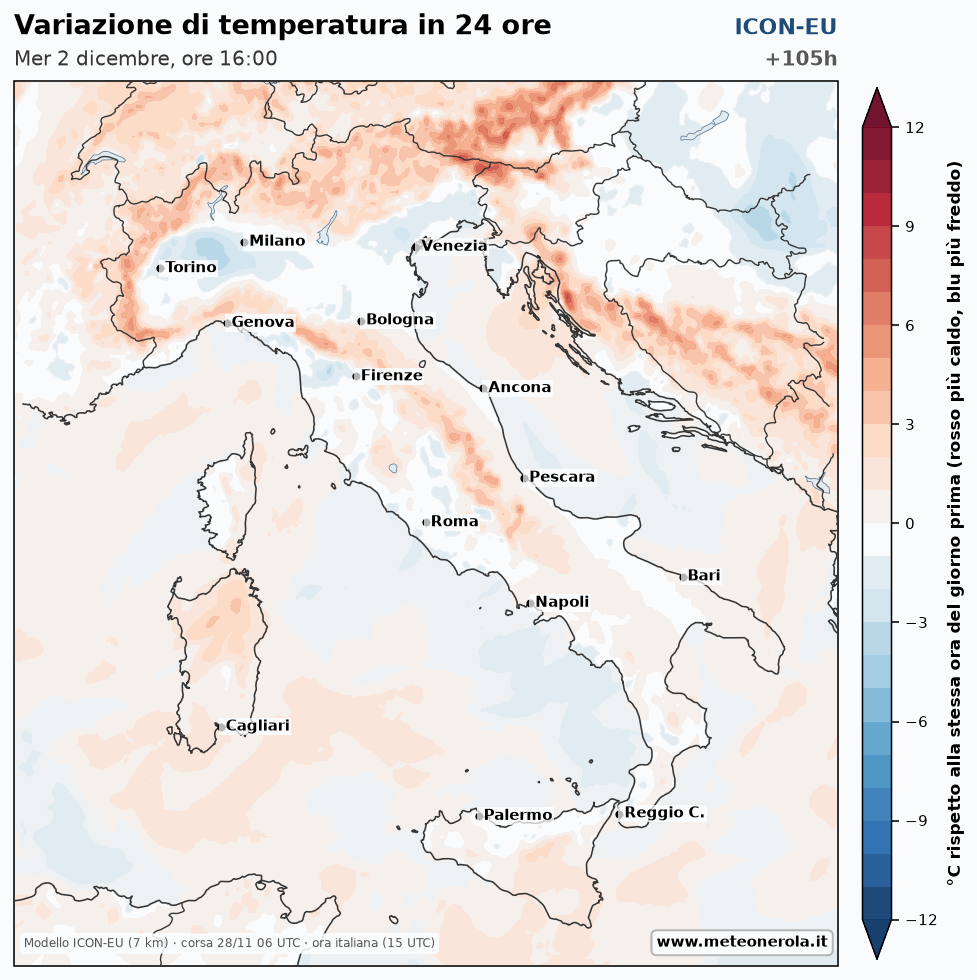 Variazione di temperatura in 24 ore
ICON-EU
Mer 2 dicembre, ore 16:00
+105h
Milano
Venezia
Torino
Genova
Bologna
Firenze
Ancona
Pescara
Roma
Bari
Napoli
Cagliari
Palermo
Reggio C.
12
9
6
3
0
−3
−6
−9
−12
°C rispetto alla stessa ora del giorno prima (rosso più caldo, blu più freddo)
Modello ICON-EU (7 km) · corsa 28/11 06 UTC · ora italiana (15 UTC)
www.meteonerola.it